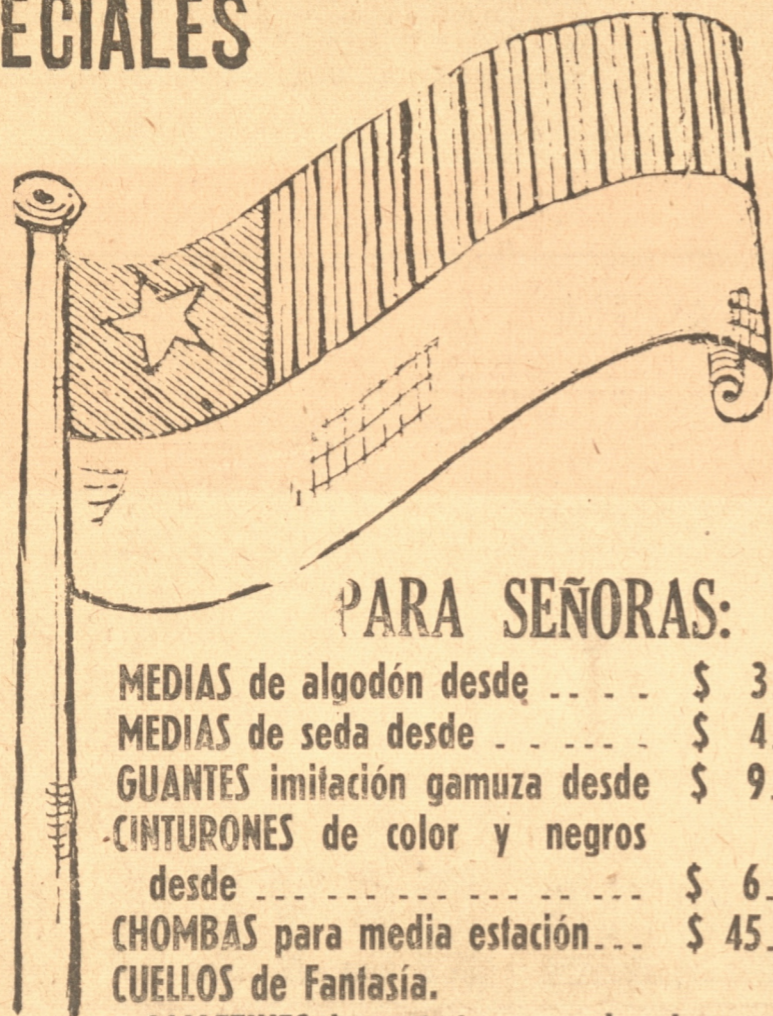 ECIALES
PARA SEÑORAS:
MEDIAS de algodón desde .. . . $ 3
MEDIAS de seda desde . . ... . $ 4
GUANTES imitación gamuza desde $ 9.
CINTURONES de color y negros
desde ... ... ... ... .. ... $ 6.
CHOMBAS para media estación... $ 45.
CUELLOS de Fantasía.